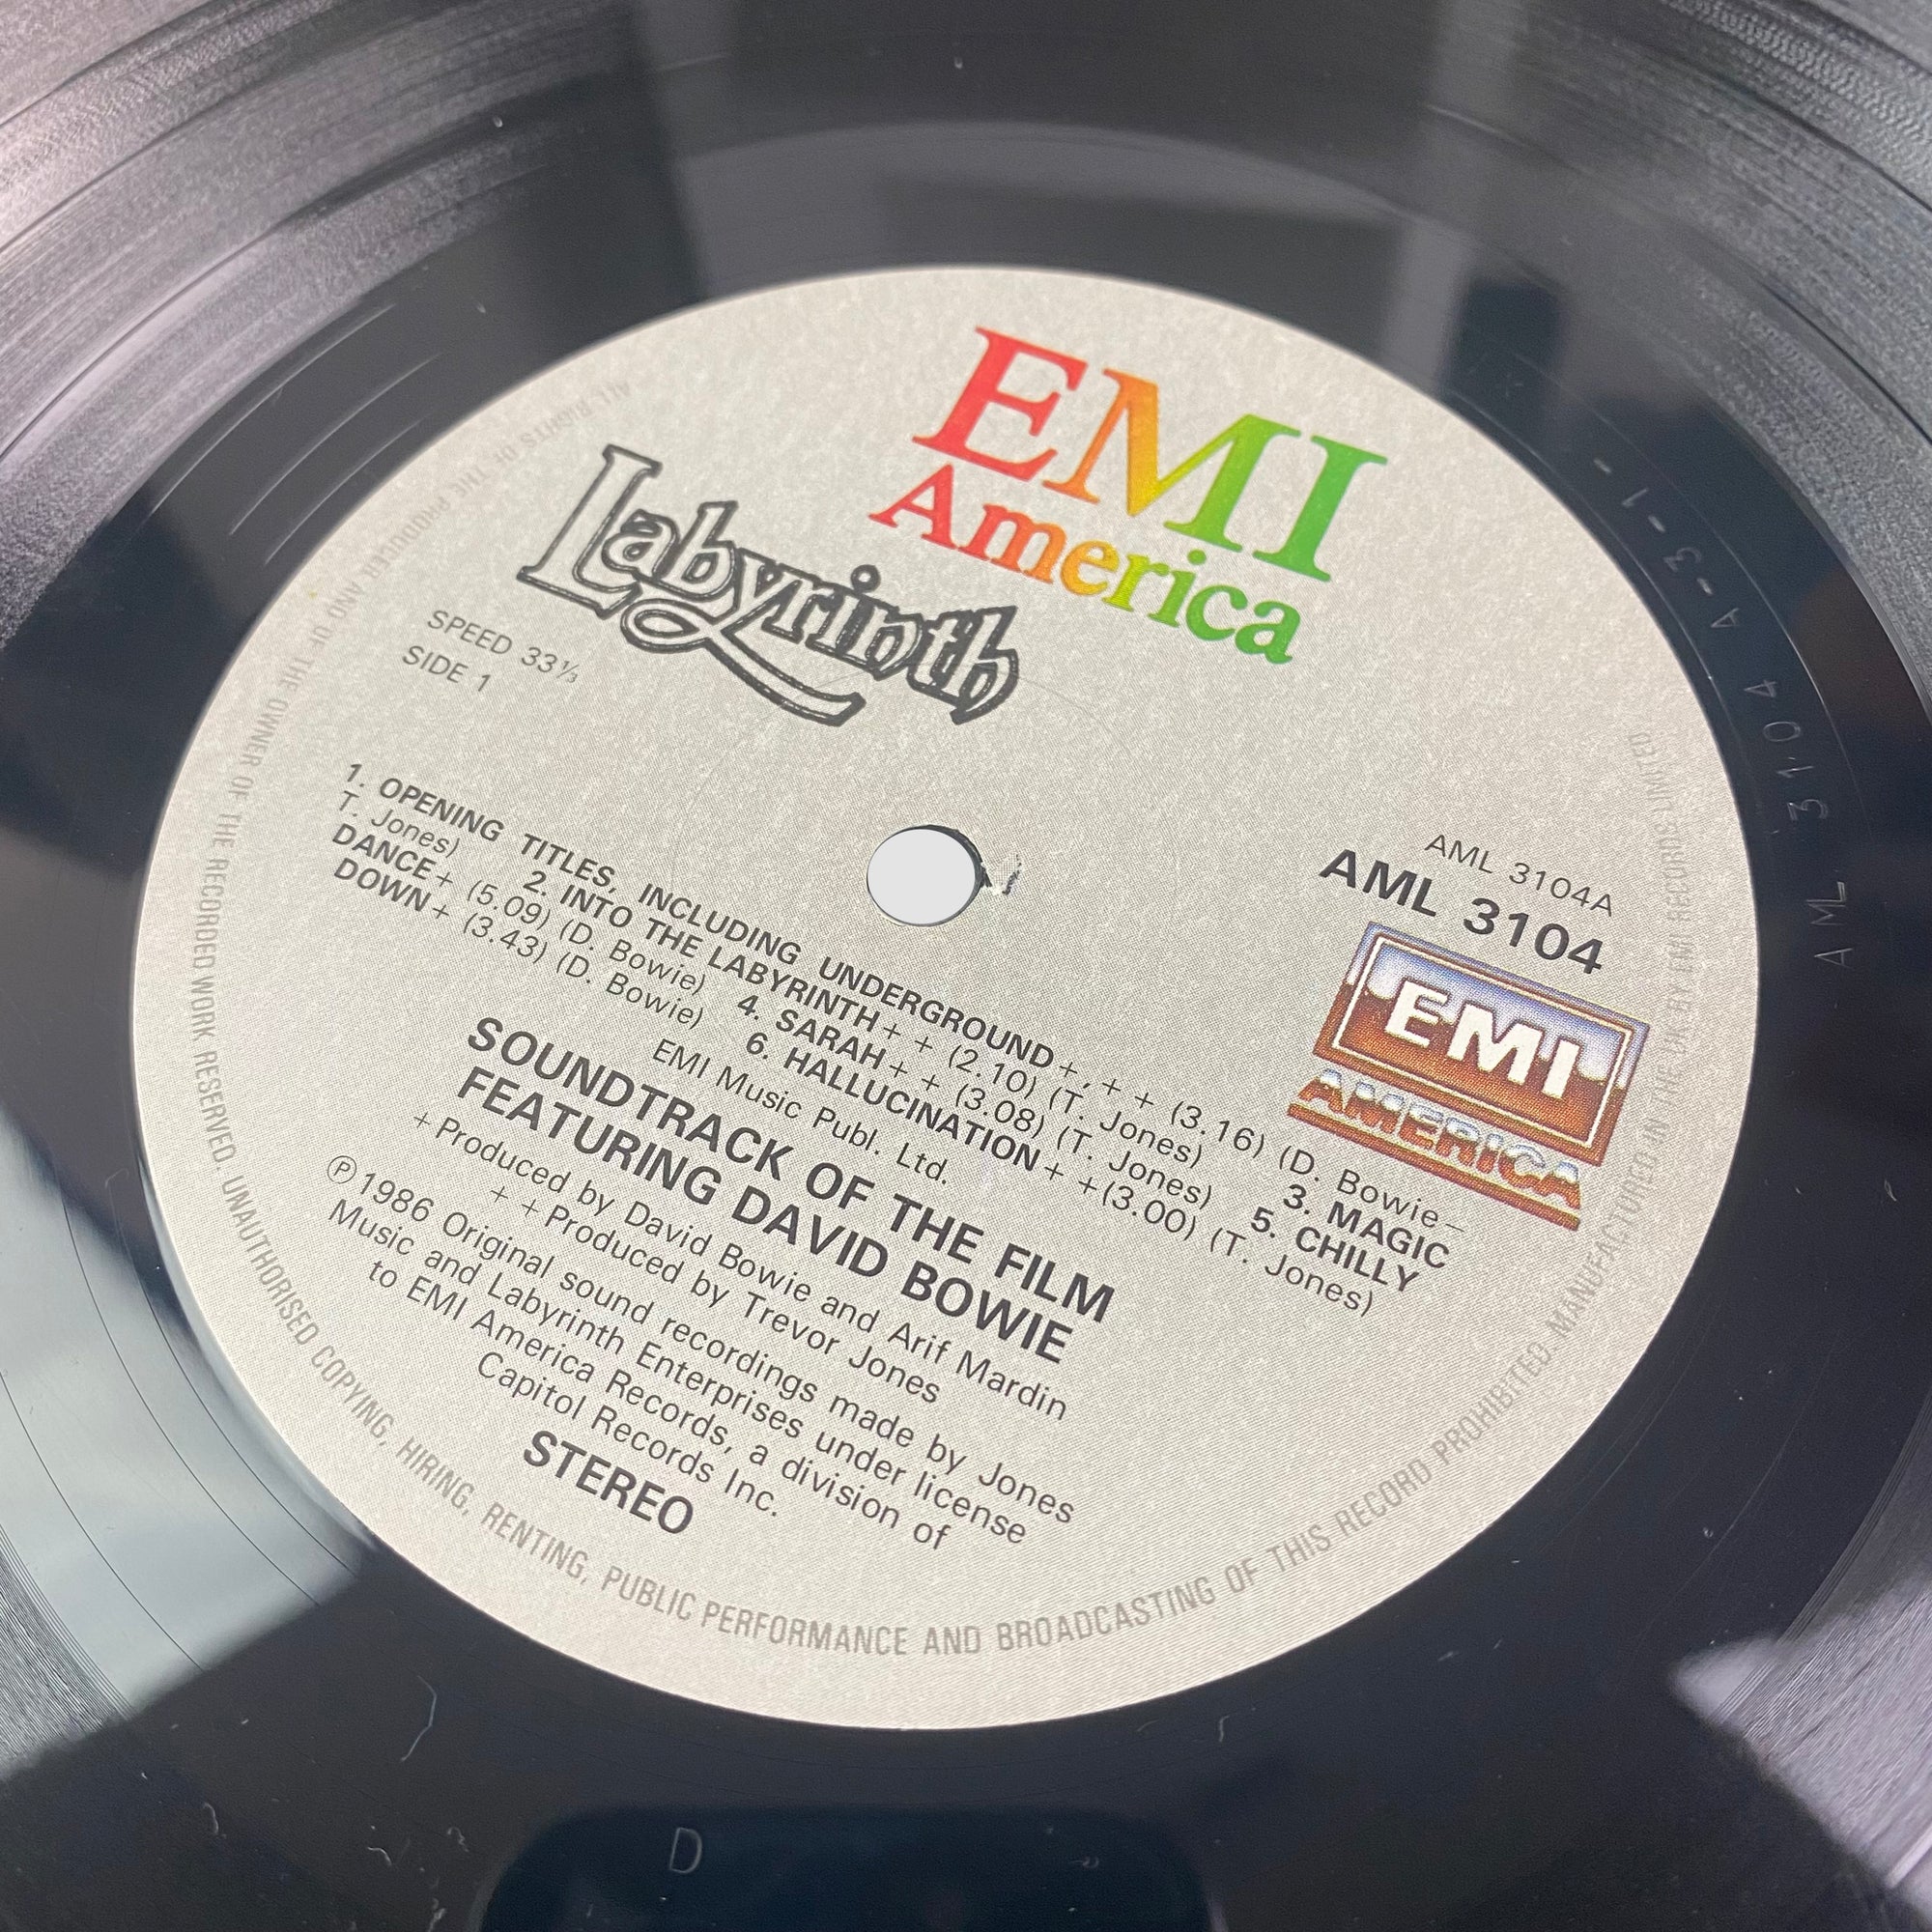 EMI
America
Labyrinth
SPEED 33⅓
SIDE 1
AML 3104A
AML 3104
EMI
AMERICA
1. OPENING TITLES, INCLUDING UNDERGROUND+, + + (3.16) (D. Bowie–
T. Jones) 2. INTO THE LABYRINTH+ + (2.10) (T. Jones) 3. MAGIC
DANCE+ (5.09) (D. Bowie) 4. SARAH+ + (3.08) (T. Jones) 5. CHILLY
DOWN+ (3.43) (D. Bowie) 6. HALLUCINATION+ +(3.00) (T. Jones)
EMI Music Publ. Ltd.
SOUNDTRACK OF THE FILM
FEATURING DAVID BOWIE
+Produced by David Bowie and Arif Mardin
+ +Produced by Trevor Jones
℗1986 Original sound recordings made by Jones
Music and Labyrinth Enterprises under license
to EMI America Records, a division of
Capitol Records Inc.
STEREO
ALL RIGHTS OF THE PRODUCER AND OF THE OWNER OF THE RECORDED WORK RESERVED. UNAUTHORISED COPYING, HIRING, RENTING, PUBLIC PERFORMANCE AND BROADCASTING OF THIS RECORD PROHIBITED. MANUFACTURED IN THE UK BY EMI RECORDS LIMITED
AML 3104 A-3-1-
D